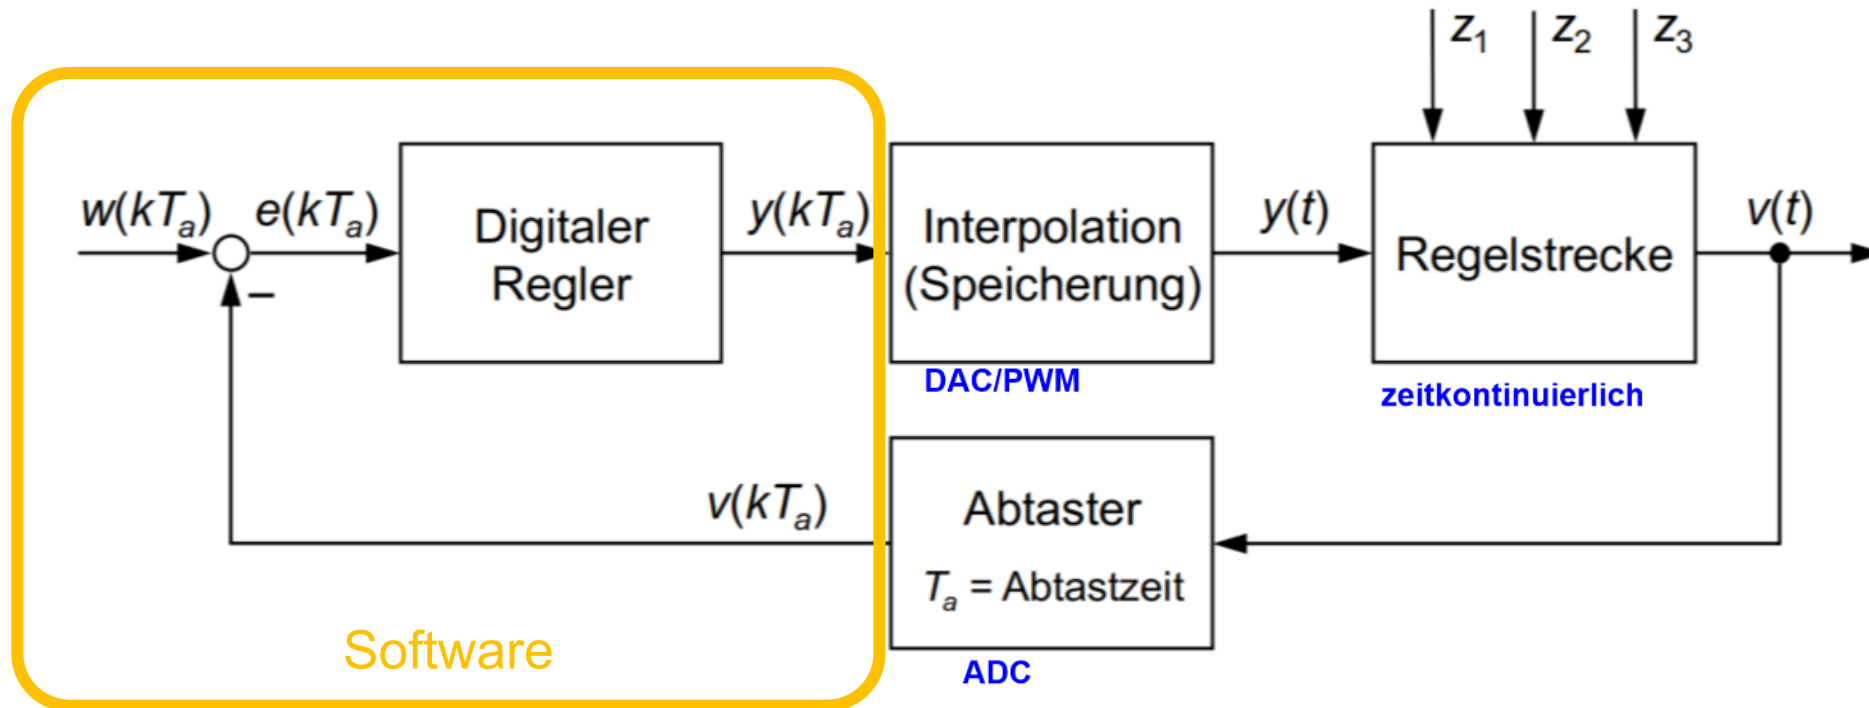 z1
z2
z3
w(kTa)
e(kTa)
Digitaler
Regler
y(kTa)
Interpolation
(Speicherung)
y(t)
Regelstrecke
v(t)
–
DAC/PWM
zeitkontinuierlich
v(kTa)
Abtaster
Ta = Abtastzeit
Software
ADC